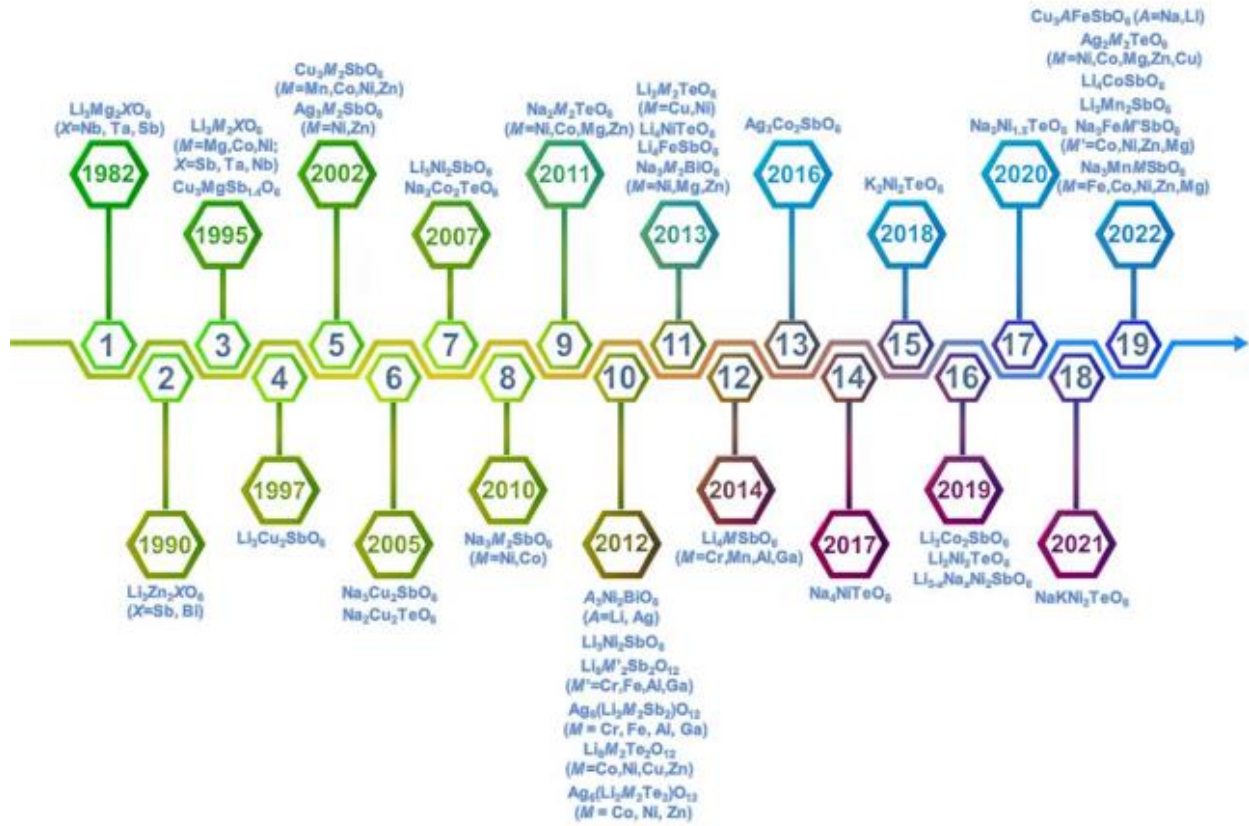 Li₃Mg₂XO₆
(X=Nb, Ta, Sb)
1982
1
2
1990
Li₃Zn₂XO₆
(X=Sb, Bi)
Li₃M₂XO₆
(M=Mg,Co,Ni;
X=Sb, Ta, Nb)
1995
3
4
1997
Li₃Cu₂SbO₆
Cu₃M₂SbO₆
(M=Mn,Co,Ni,Zn)
Ag₃M₂SbO₆
(M=Ni,Zn)
2002
5
6
2005
Na₃Cu₂SbO₆
Na₂Cu₂TeO₆
Li₃Ni₂SbO₆
Na₂Co₂TeO₆
2007
7
8
2010
Na₃M₂SbO₆
(M=Ni,Co)
Na₂M₂TeO₆
(M=Ni,Co,Mg,Zn)
2011
9
10
2012
A₃Ni₂BiO₆
(A=Li, Ag)
Li₃Ni₂SbO₆
Li₈M'₂Sb₂O₁₂
(M'=Cr,Fe,Al,Ga)
Ag₆(Li₂M₂Sb₂)O₁₂
(M = Cr, Fe, Al, Ga)
Li₈M₂Te₂O₁₂
(M=Co,Ni,Cu,Zn)
Ag₆(Li₂M₂Te₂)O₁₂
(M = Co, Ni, Zn)
(M=Cu,Ni)
Li₄NiTeO₆
Li₄FeSbO₆
Na₃M₂BiO₆
(M=Ni,Mg,Zn)
2013
11
12
2014
Li₄MSbO₆
(M=Cr,Mn,Al,Ga)
Ag₃Co₂SbO₆
2016
13
14
2017
Na₄NiTeO₆
K₂Ni₂TeO₆
2018
15
16
2019
Li₃Co₂SbO₆
Li₂Ni₂TeO₆
Li₃₋ₓNaₓNi₂SbO₆
2020
17
18
2021
NaKNi₂TeO₆
Cu₃AFeSbO₆ (A=Na,Li)
Ag₂M₂TeO₆
(M=Ni,Co,Mg,Zn,Cu)
Li₄CoSbO₆
Li₃Mn₂SbO₆
Na₃FeM'SbO₆
(M'=Co,Ni,Zn,Mg)
Na₃MnMSbO₆
(M=Fe,Co,Ni,Zn,Mg)
2022
19